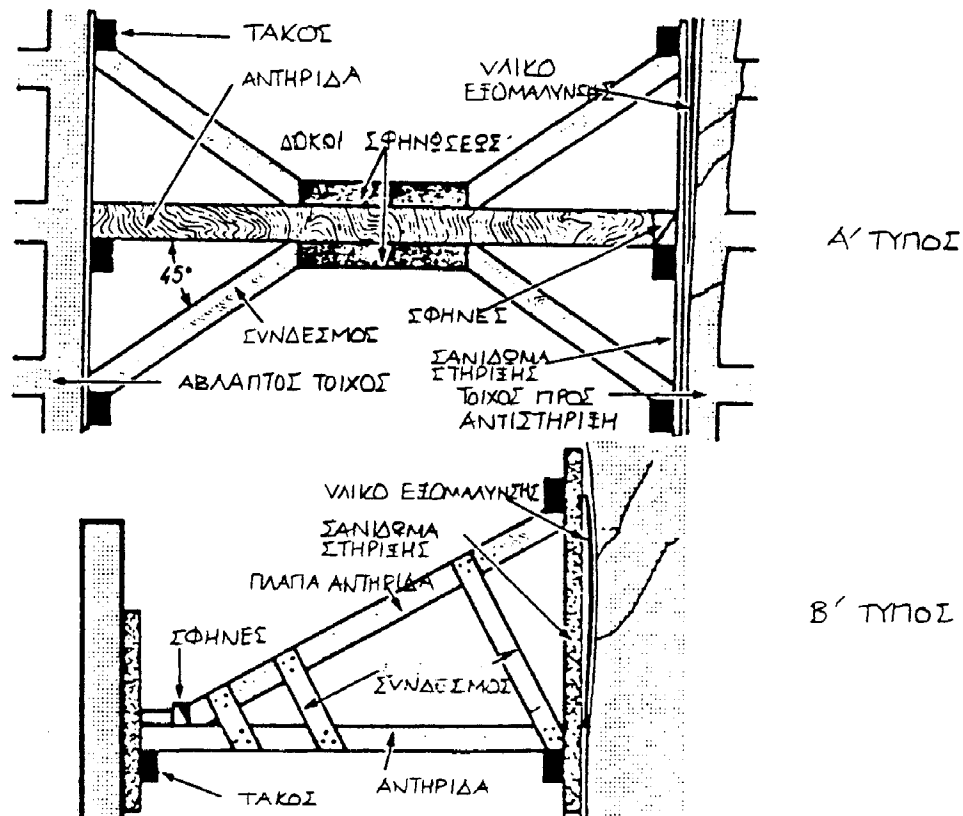 ΤΑΚΟΣ
ΑΝΤΗΡΙΔΑ
ΥΛΙΚΟ
ΕΞΟΜΑΛΥΝΣΗΣ
ΔΟΚΟΙ ΣΦΗΝΩΣΕΩΣ
Α' ΤΥΠΟΣ
45°
ΣΥΝΔΕΣΜΟΣ
ΣΦΗΝΕΣ
ΣΑΝΙΔΩΜΑ
ΣΤΗΡΙΞΗΣ
ΑΒΛΑΠΤΟΣ ΤΟΙΧΟΣ
ΤΟΙΧΟΣ ΠΡΟΣ
ΑΝΤΙΣΤΗΡΙΞΗ
ΥΛΙΚΟ ΕΞΟΜΑΛΥΝΣΗΣ
ΣΑΝΙΔΩΜΑ
ΣΤΗΡΙΞΗΣ
ΠΛΑΓΙΑ ΑΝΤΗΡΙΔΑ
Β' ΤΥΠΟΣ
ΣΦΗΝΕΣ
ΣΥΝΔΕΣΜΟΣ
ΑΝΤΗΡΙΔΑ
ΤΑΚΟΣ